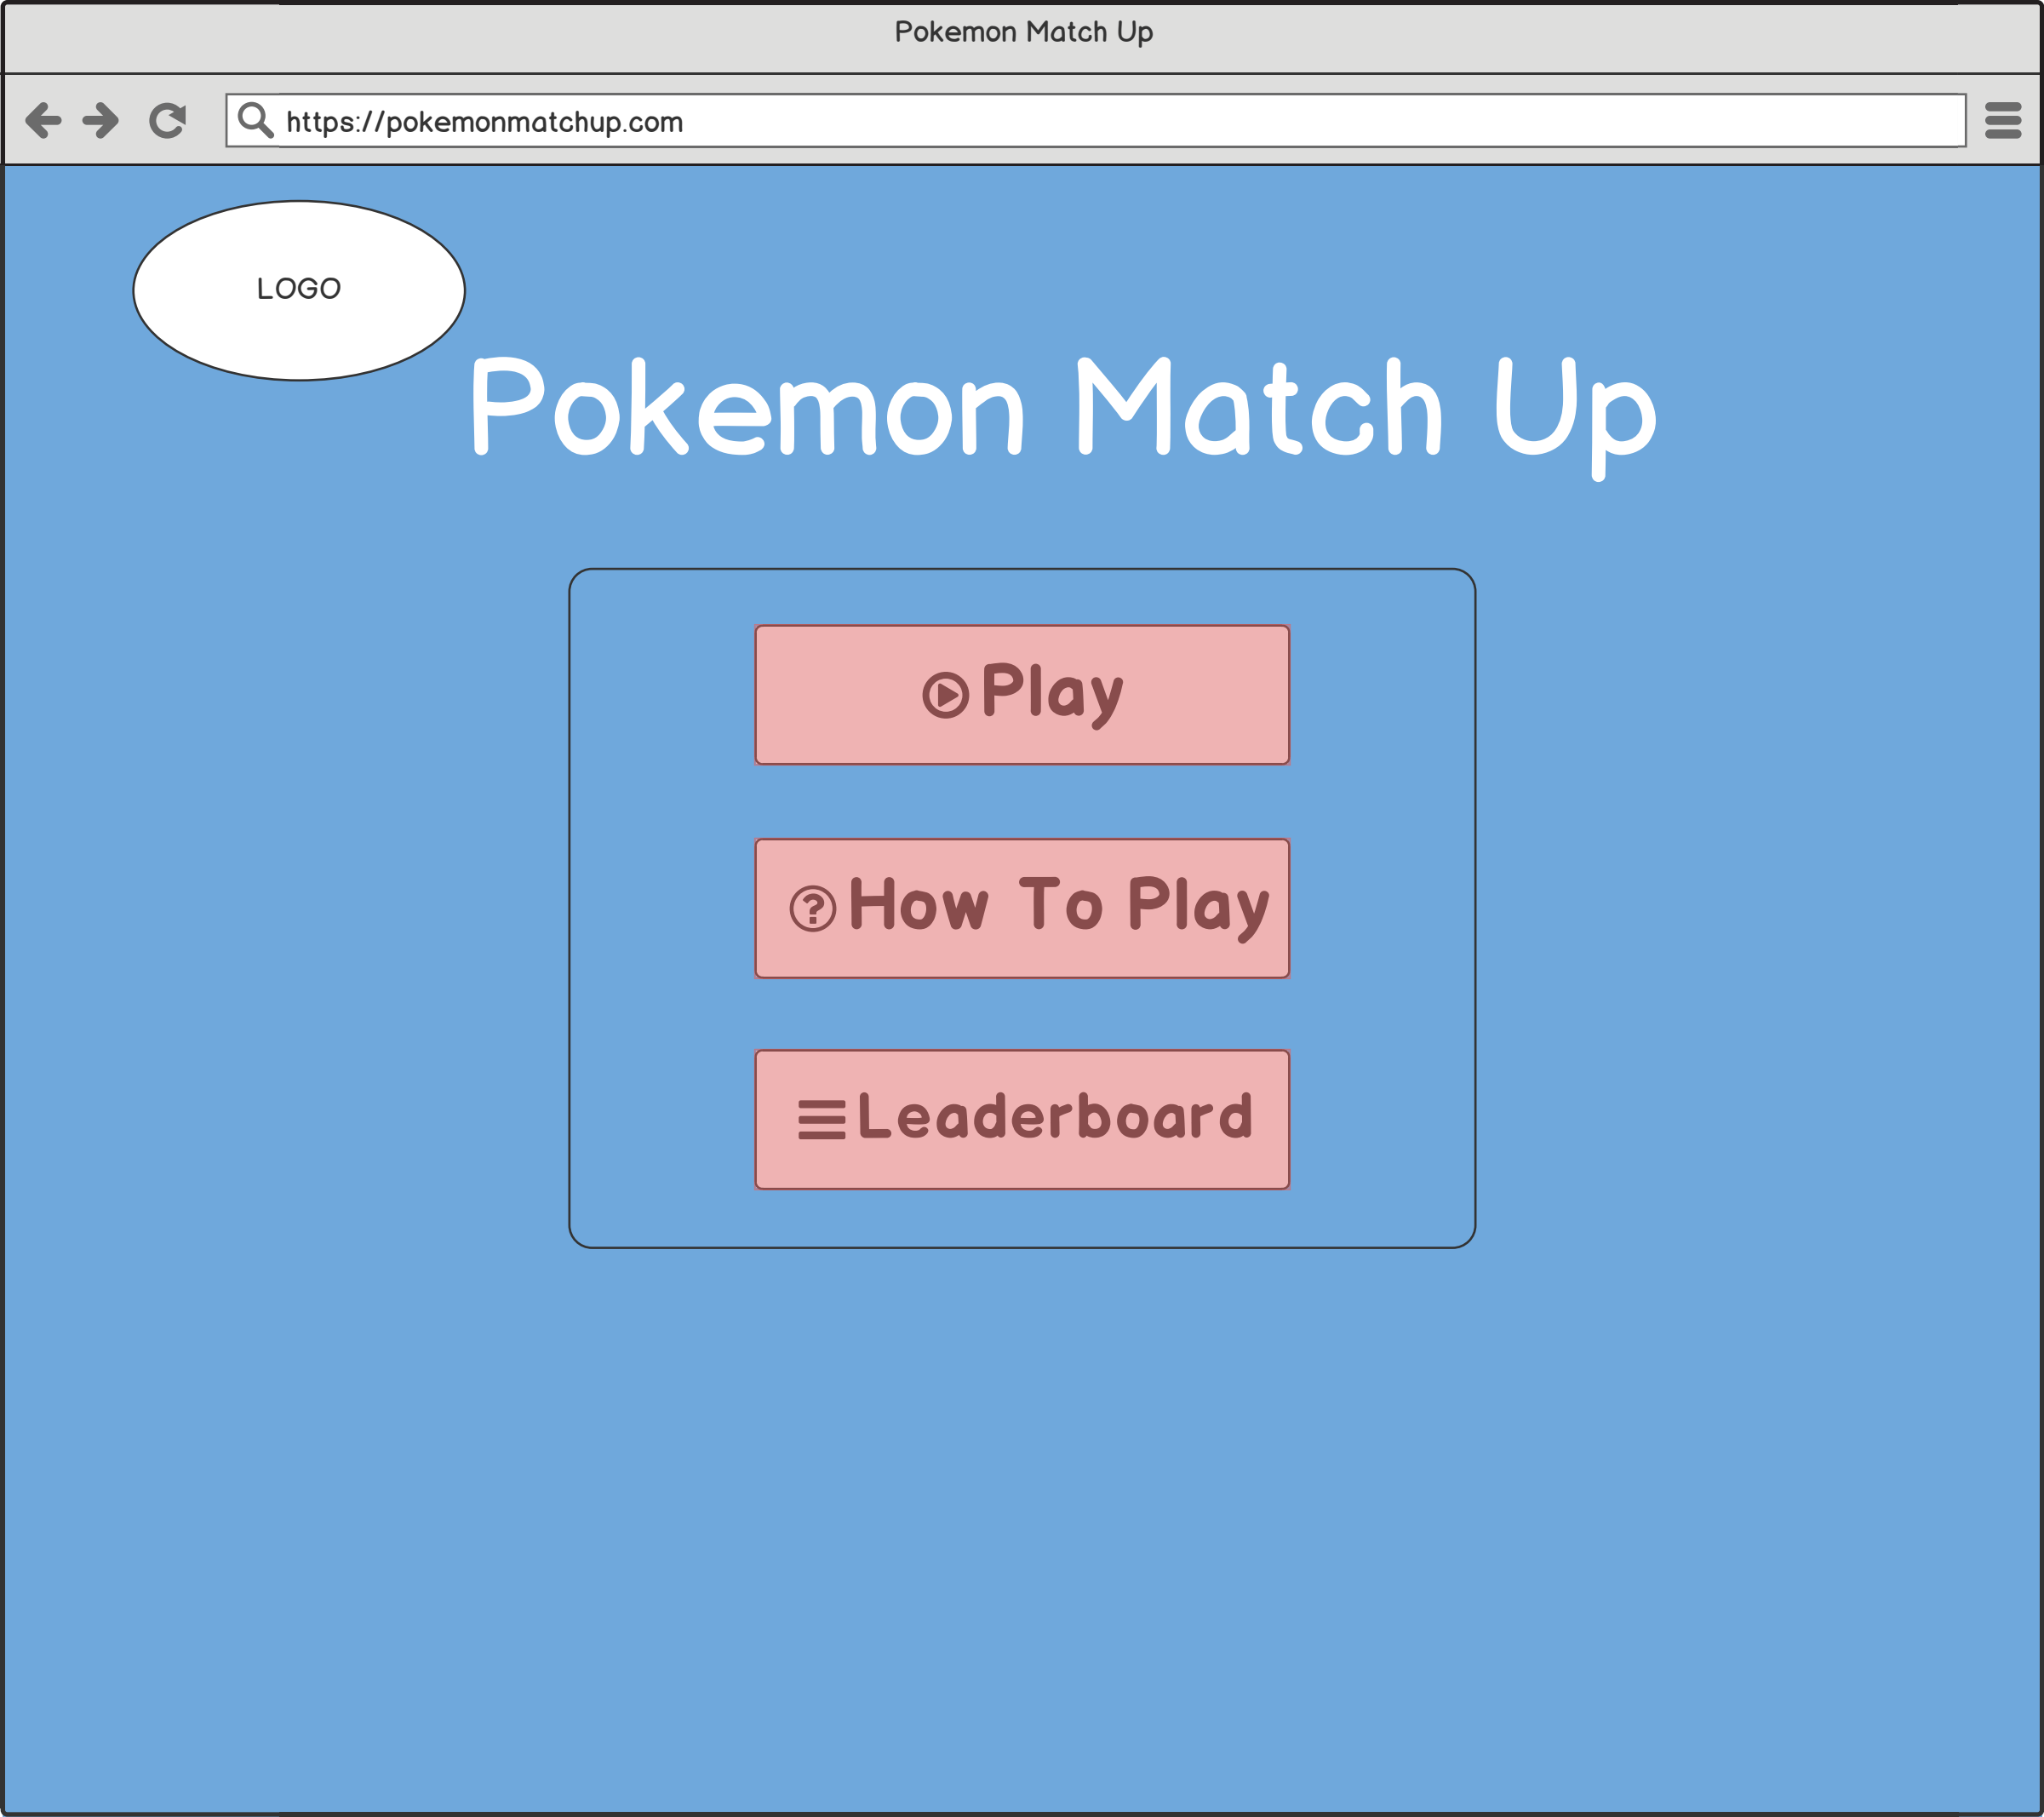 Pokemon Match Up
https://pokemonmatchup.com
LOGO
Pokemon Match Up
Play
How To Play
Leaderboard